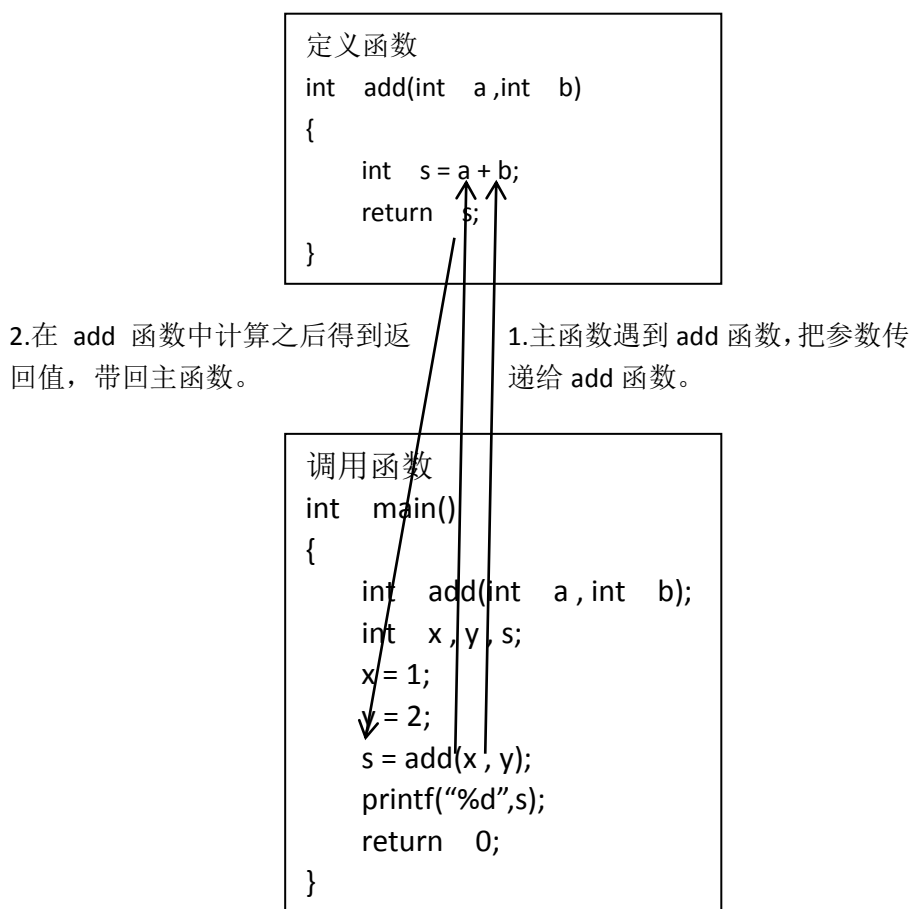 定义函数
int add(int a ,int b)
{
int s = a + b;
return s;
}
2.在 add 函数中计算之后得到返
回值，带回主函数。
1.主函数遇到 add 函数，把参数传
递给 add 函数。
调用函数
int main()
{
int add(int a , int b);
int x , y , s;
x = 1;
y = 2;
s = add(x , y);
printf(“%d”,s);
return 0;
}